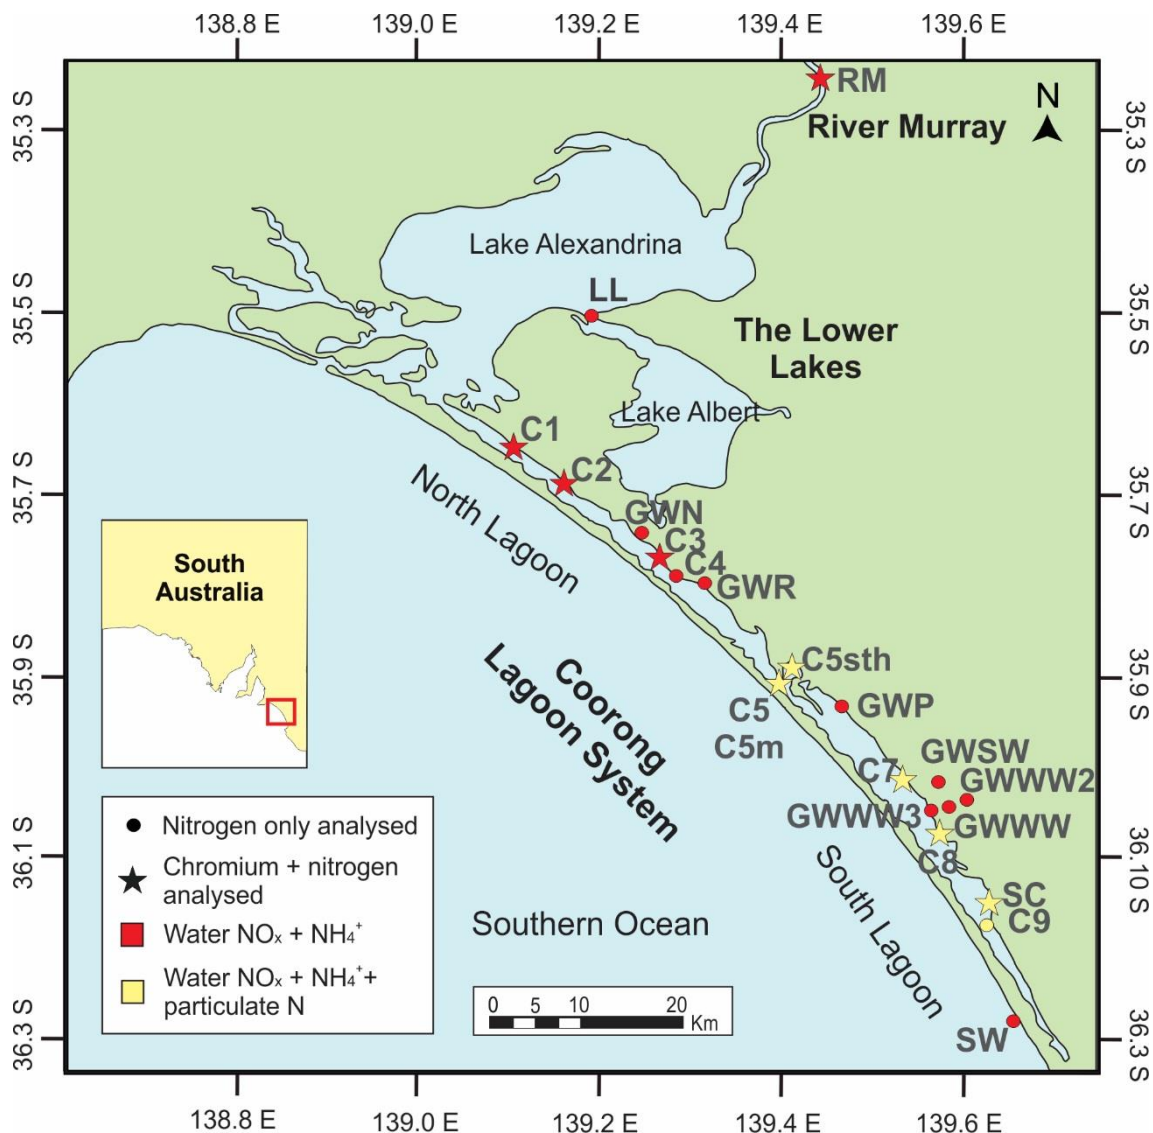 138.8 E
139.0 E
139.2 E
139.4 E
139.6 E
RM
N
River Murray
35.3 S
35.3 S
Lake Alexandrina
LL
35.5 S
35.5 S
The Lower
Lakes
Lake Albert
C1
C2
35.7 S
35.7 S
North Lagoon
GWN
C3
C4
GWR
South
Australia
Coorong
Lagoon System
C5sth
35.9 S
35.9 S
C5
C5m
GWP
GWSW
C7
GWWW2
GWWW3
GWWW
C8
36.1 S
36.10 S
South Lagoon
SC
C9
Nitrogen only analysed
Chromium + nitrogen
analysed
Water NOx + NH4+
Water NOx + NH4++
particulate N
Southern Ocean
0 5 10 20
Km
SW
36.3 S
36.3 S
138.8 E
139.0 E
139.2 E
139.4 E
139.6 E